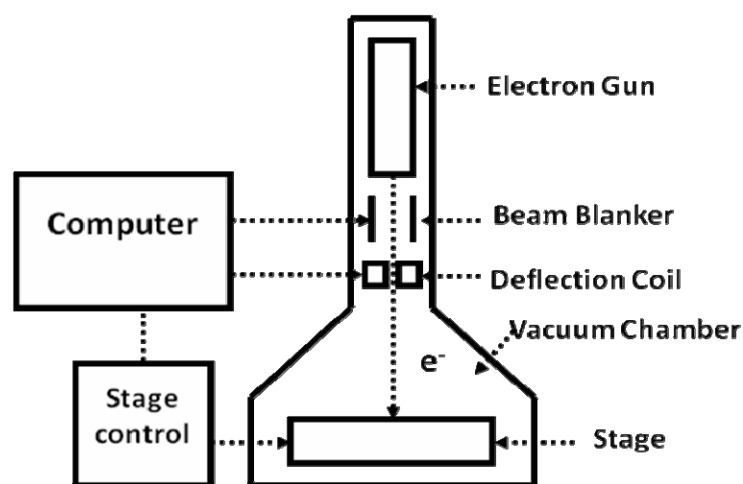 Electron Gun
Computer
Beam Blanker
Deflection Coil
Vacuum Chamber
e-
Stage
control
Stage